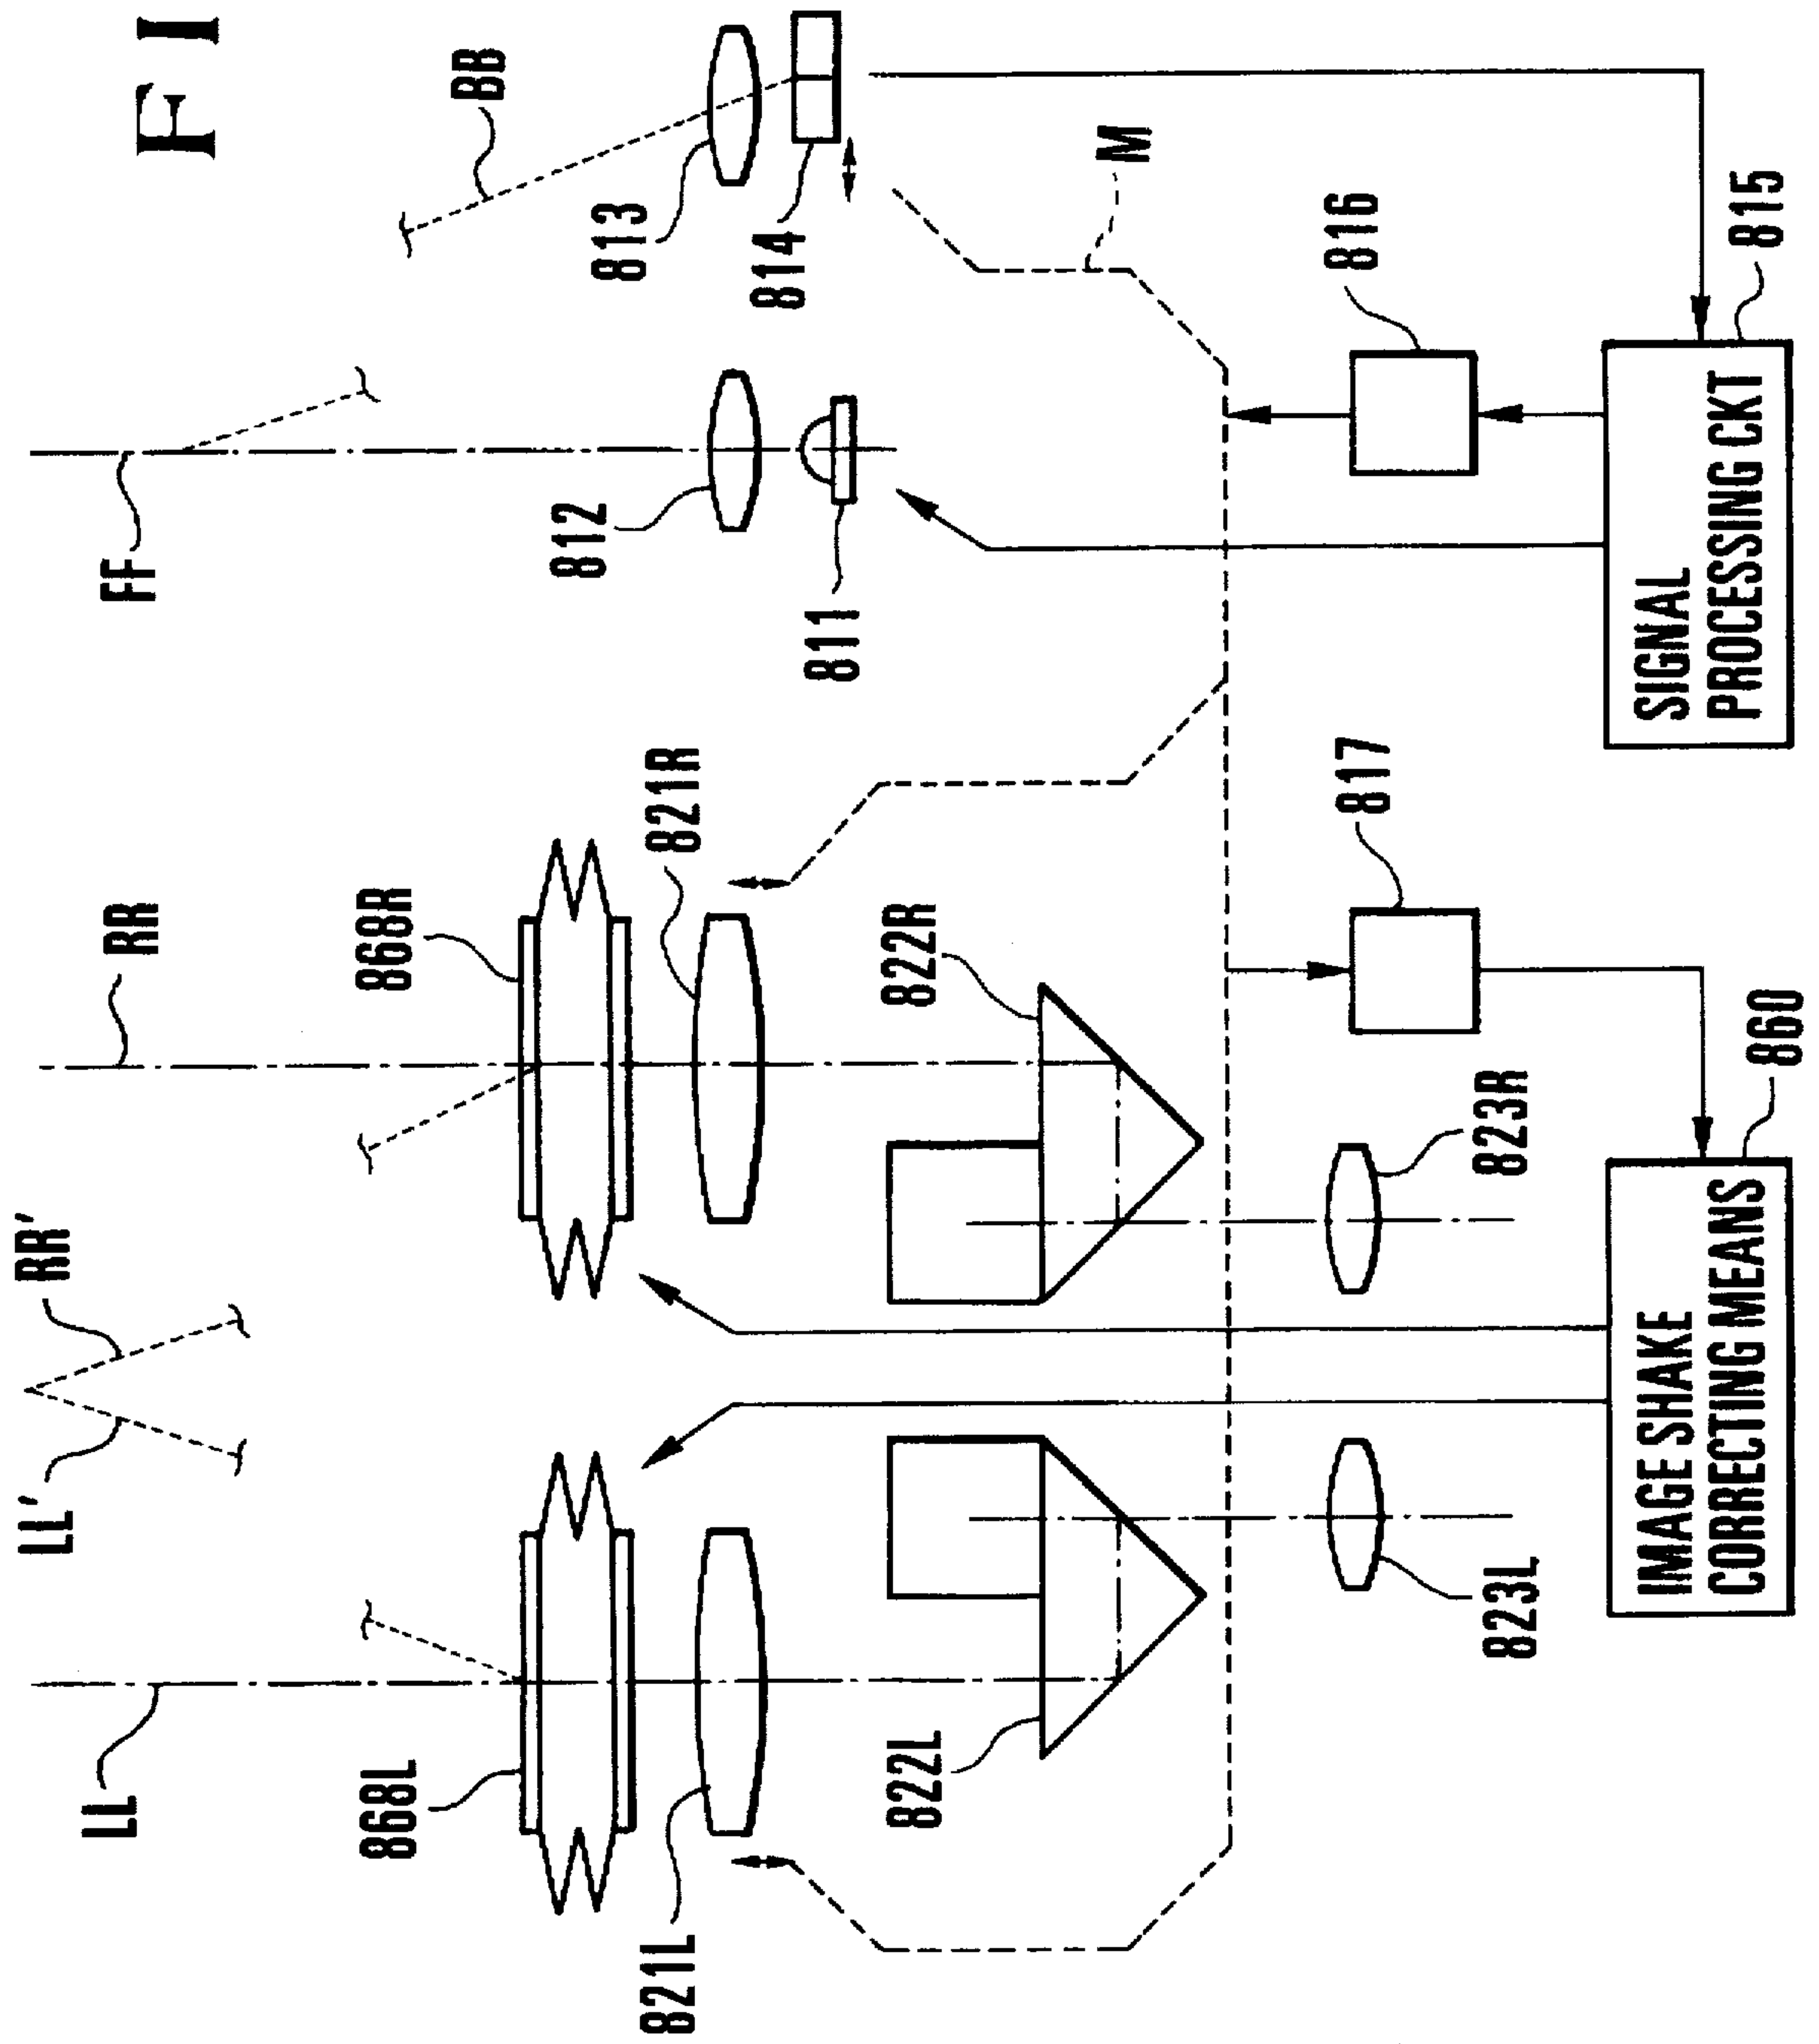 F I
LL'
RR'
LL
RR
FF
BB
868L
868R
821L
821R
812
813
811
814
822L
822R
M
823L
823R
817
816
IMAGE SHAKE
CORRECTING MEANS
860
SIGNAL
PROCESSING CKT
815